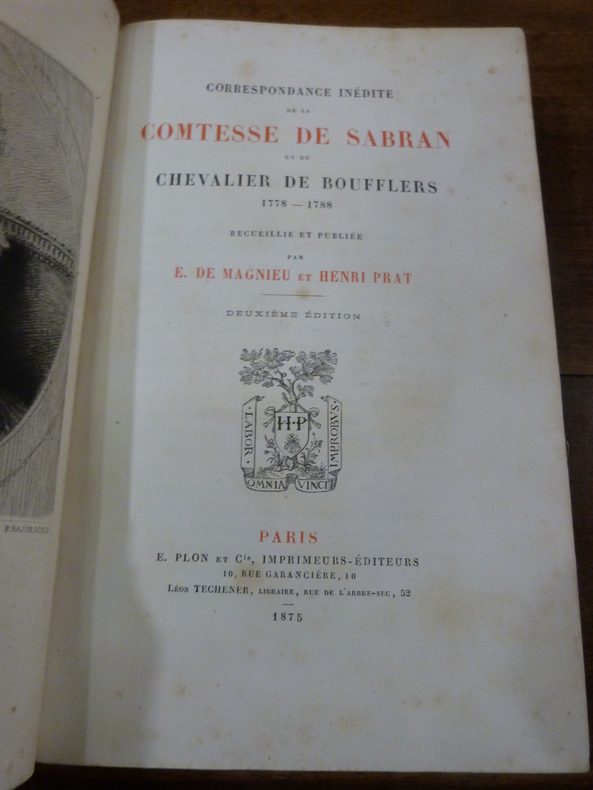 CORRESPONDANCE INÉDITE
DE LA
COMTESSE DE SABRAN
ET DU
CHEVALIER DE BOUFFLERS
1778 — 1788
RECUEILLIE ET PUBLIÉE
PAR
E. DE MAGNIEU ET HENRI PRAT
DEUXIÈME ÉDITION
H·P
LABOR·
OMNIA VINCIT
IMPROBVS·
PARIS
E. PLON ET Cie, IMPRIMEURS-ÉDITEURS
10, RUE GARANCIÈRE, 10
LÉON TECHENER, LIBRAIRE, RUE DE L'ARBRE-SEC, 52
1875